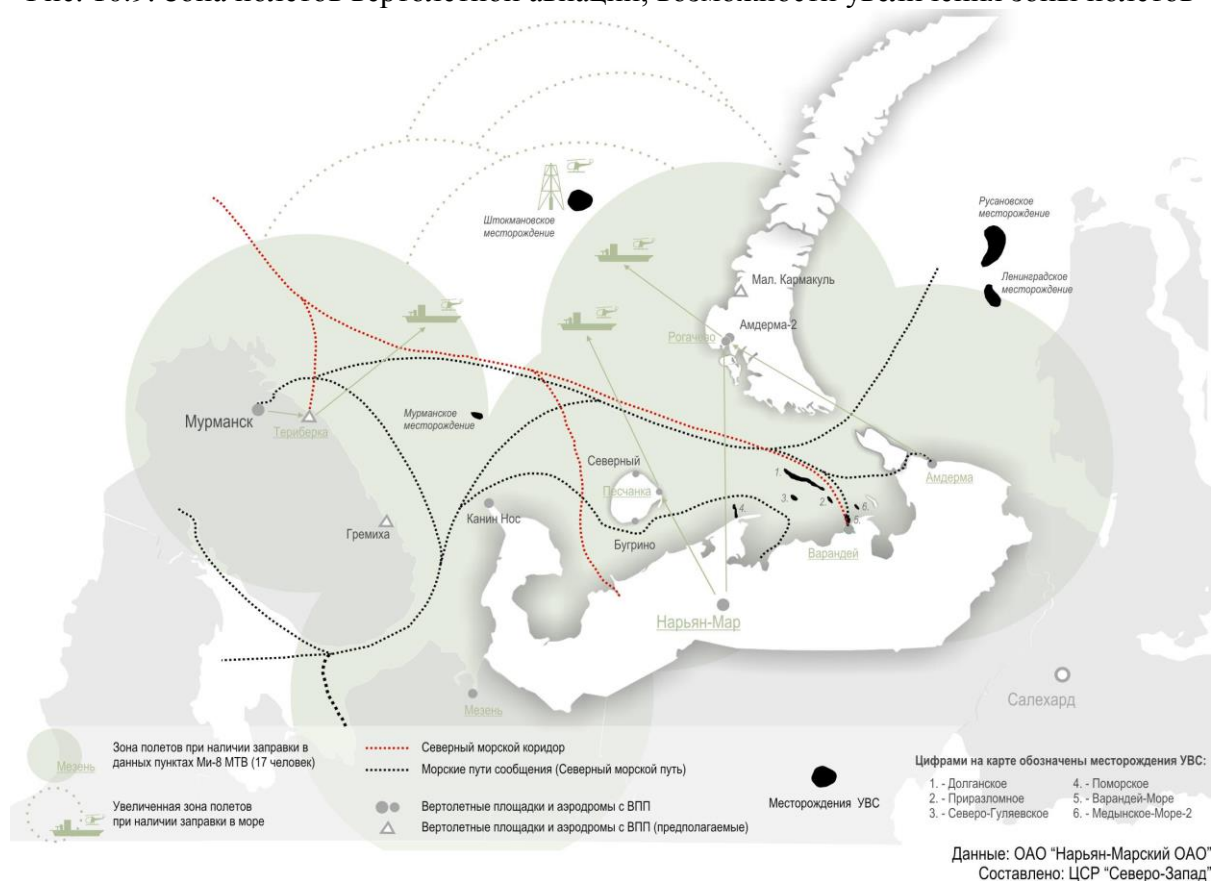 Рис. 10.9. Зона полетов вертолетной авиации, возможности увеличения зоны полетов
Штокмановское
месторождение
Русановское
месторождение
Ленинградское
месторождение
Мал. Кармакуль
Амдерма-2
Рогачево
Мурманск
Териберка
Мурманское
месторождение
Северный
Песчанка
Канин Нос
Бугрино
Гремиха
1.
2.
3.
4.
5.
6.
Амдерма
Варандей
Нарьян-Мар
Мезень
Салехард
Мезень
Зона полетов при наличии заправки в
данных пунктах Ми-8 МТВ (17 человек)
Увеличенная зона полетов
при наличии заправки в море
Северный морской коридор
Морские пути сообщения (Северный морской путь)
Вертолетные площадки и аэродромы с ВПП
Вертолетные площадки и аэродромы с ВПП (предполагаемые)
Месторождения УВС
Цифрами на карте обозначены месторождения УВС:
1. - Долганское
2. - Приразломное
3. - Северо-Гуляевское
4. - Поморское
5. - Варандей-Море
6. - Медынское-Море-2
Данные: ОАО “Нарьян-Марский ОАО”
Составлено: ЦСР “Северо-Запад”